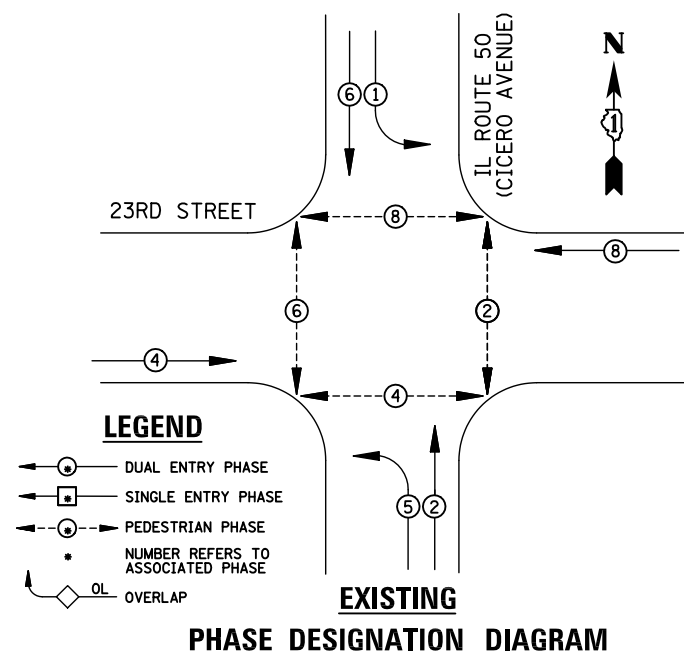 6 1
IL ROUTE 50
(CICERO AVENUE)
N
1
23RD STREET
8
8
6
2
4
4
5 2
LEGEND
* DUAL ENTRY PHASE
* SINGLE ENTRY PHASE
* PEDESTRIAN PHASE
* NUMBER REFERS TO
ASSOCIATED PHASE
OL OVERLAP
EXISTING
PHASE DESIGNATION DIAGRAM